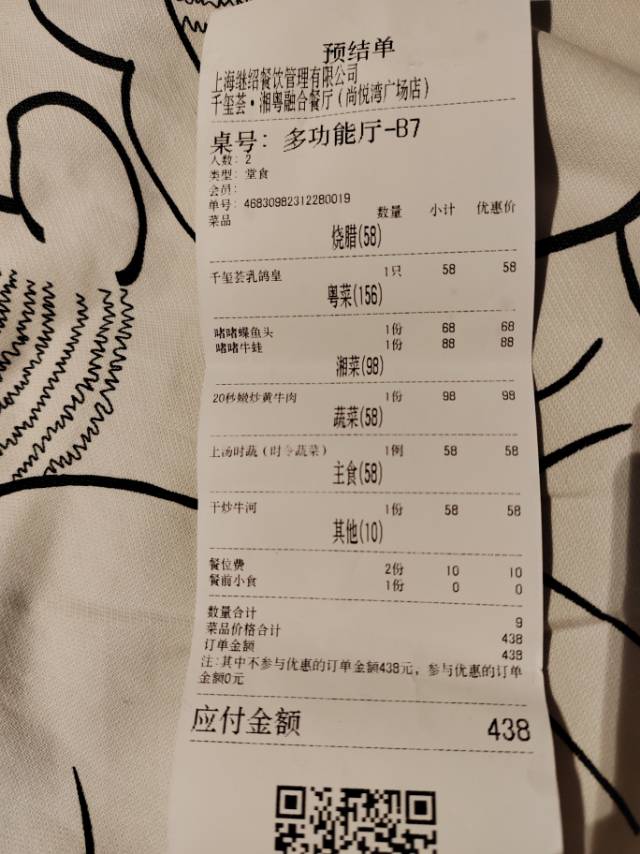 预结单
上海继绍餐饮管理有限公司
千玺荟·湘粤融合餐厅(尚悦湾广场店)
桌号: 多功能厅-B7
人数: 2
类型: 堂食
会员:
单号: 46830982312280019
菜品 数量 小计 优惠价
烧腊(58)
千玺荟乳鸽皇 1只 58 58
粤菜(156)
啫啫鲽鱼头 1份 68 68
啫啫牛蛙 1份 88 88
湘菜(98)
20秒嫩炒黄牛肉 1份 98 98
蔬菜(58)
上汤时蔬(时令蔬菜) 1例 58 58
主食(58)
干炒牛河 1份 58 58
其他(10)
餐位费 2份 10 10
餐前小食 1份 0 0
数量合计 9
菜品价格合计 438
订单金额 438
注:其中不参与优惠的订单金额438元，参与优惠的订单
金额0元
应付金额 438